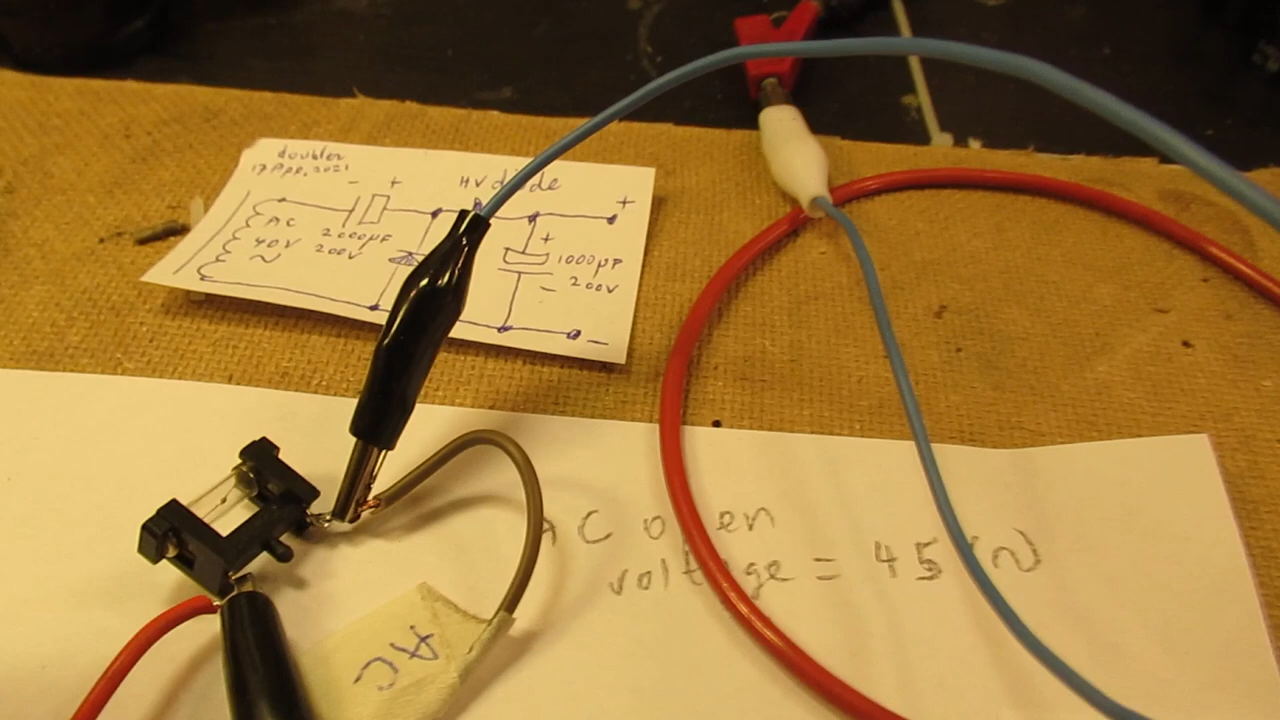 doubler
17 Apr. 2021
HV diode
- +
+
AC
40V
~
2000µF
200V
+
1000µF
200V
-
-
AC open
voltage = 45 (~)
AC